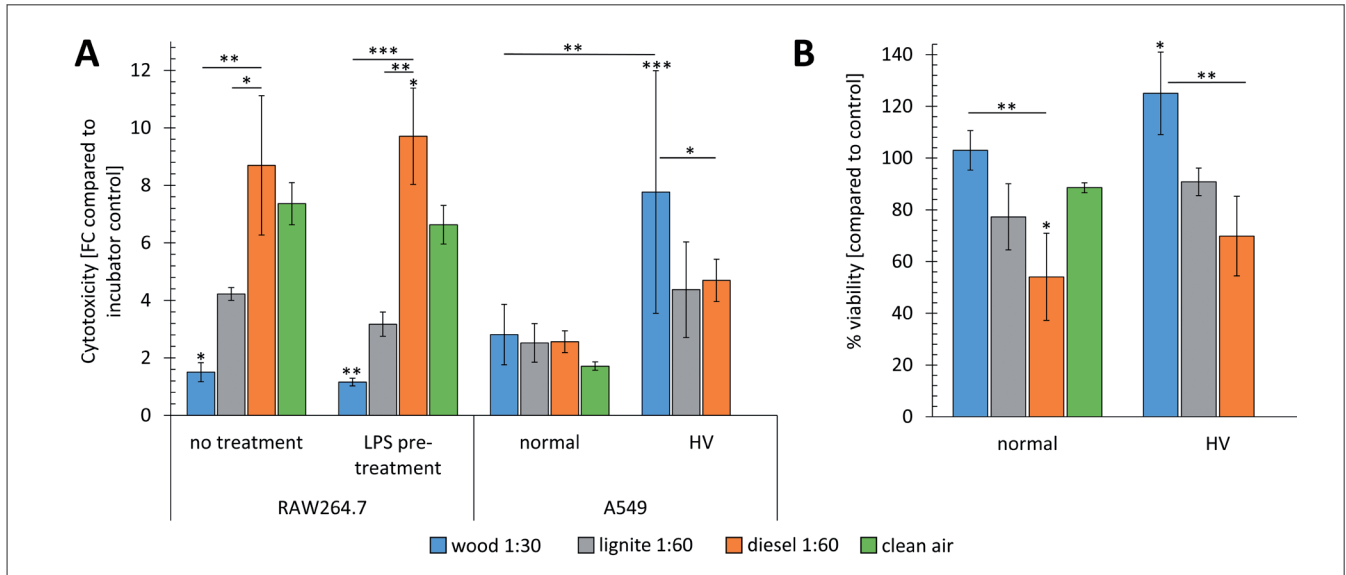 A
Cytotoxicity [FC compared to
incubator control]
12
10
8
6
4
2
0
**
*
*
***
**
*
**
**
***
*
no treatment
LPS pre-
treatment
normal
HV
RAW264.7
A549
B
% viability [compared to control]
140
120
100
80
60
40
20
0
**
*
*
**
normal
HV
wood 1:30
lignite 1:60
diesel 1:60
clean air